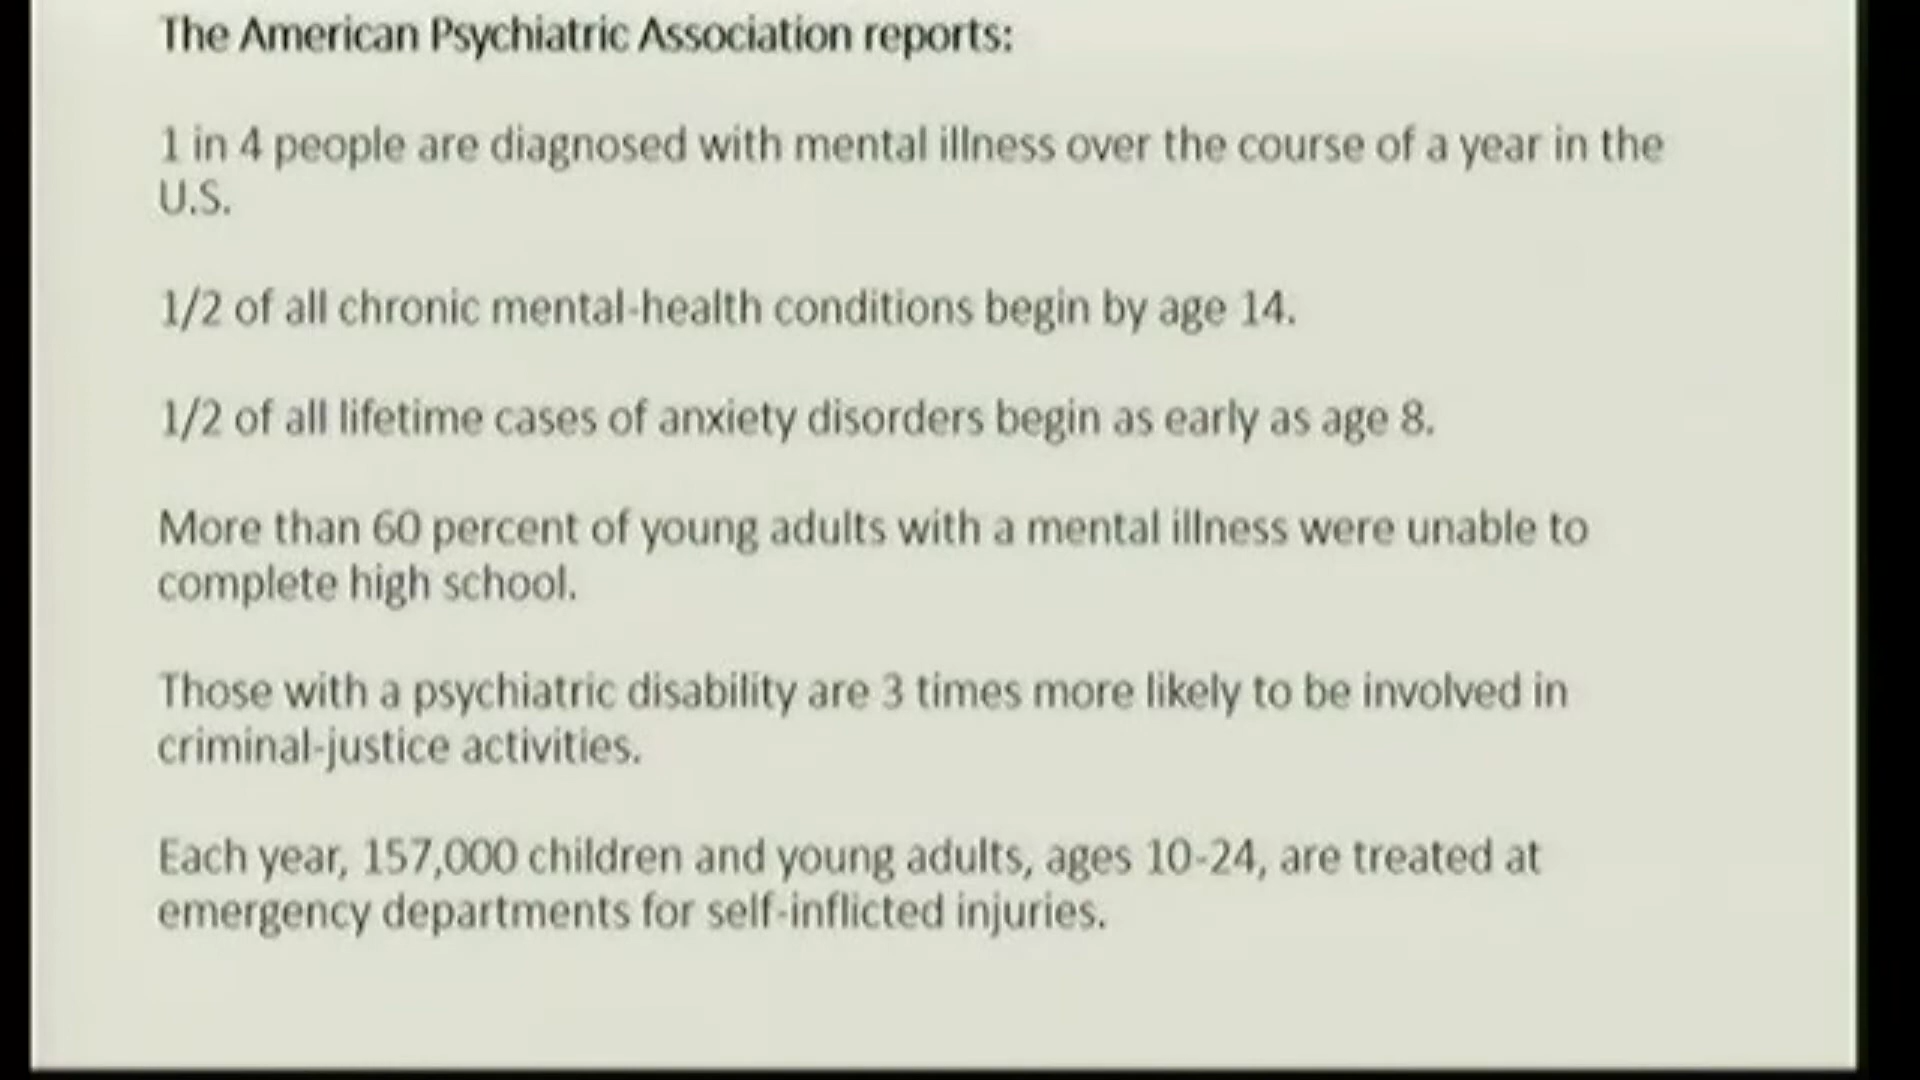 The American Psychiatric Association reports:
1 in 4 people are diagnosed with mental illness over the course of a year in the
U.S.
1/2 of all chronic mental-health conditions begin by age 14.
1/2 of all lifetime cases of anxiety disorders begin as early as age 8.
More than 60 percent of young adults with a mental illness were unable to
complete high school.
Those with a psychiatric disability are 3 times more likely to be involved in
criminal-justice activities.
Each year, 157,000 children and young adults, ages 10-24, are treated at
emergency departments for self-inflicted injuries.